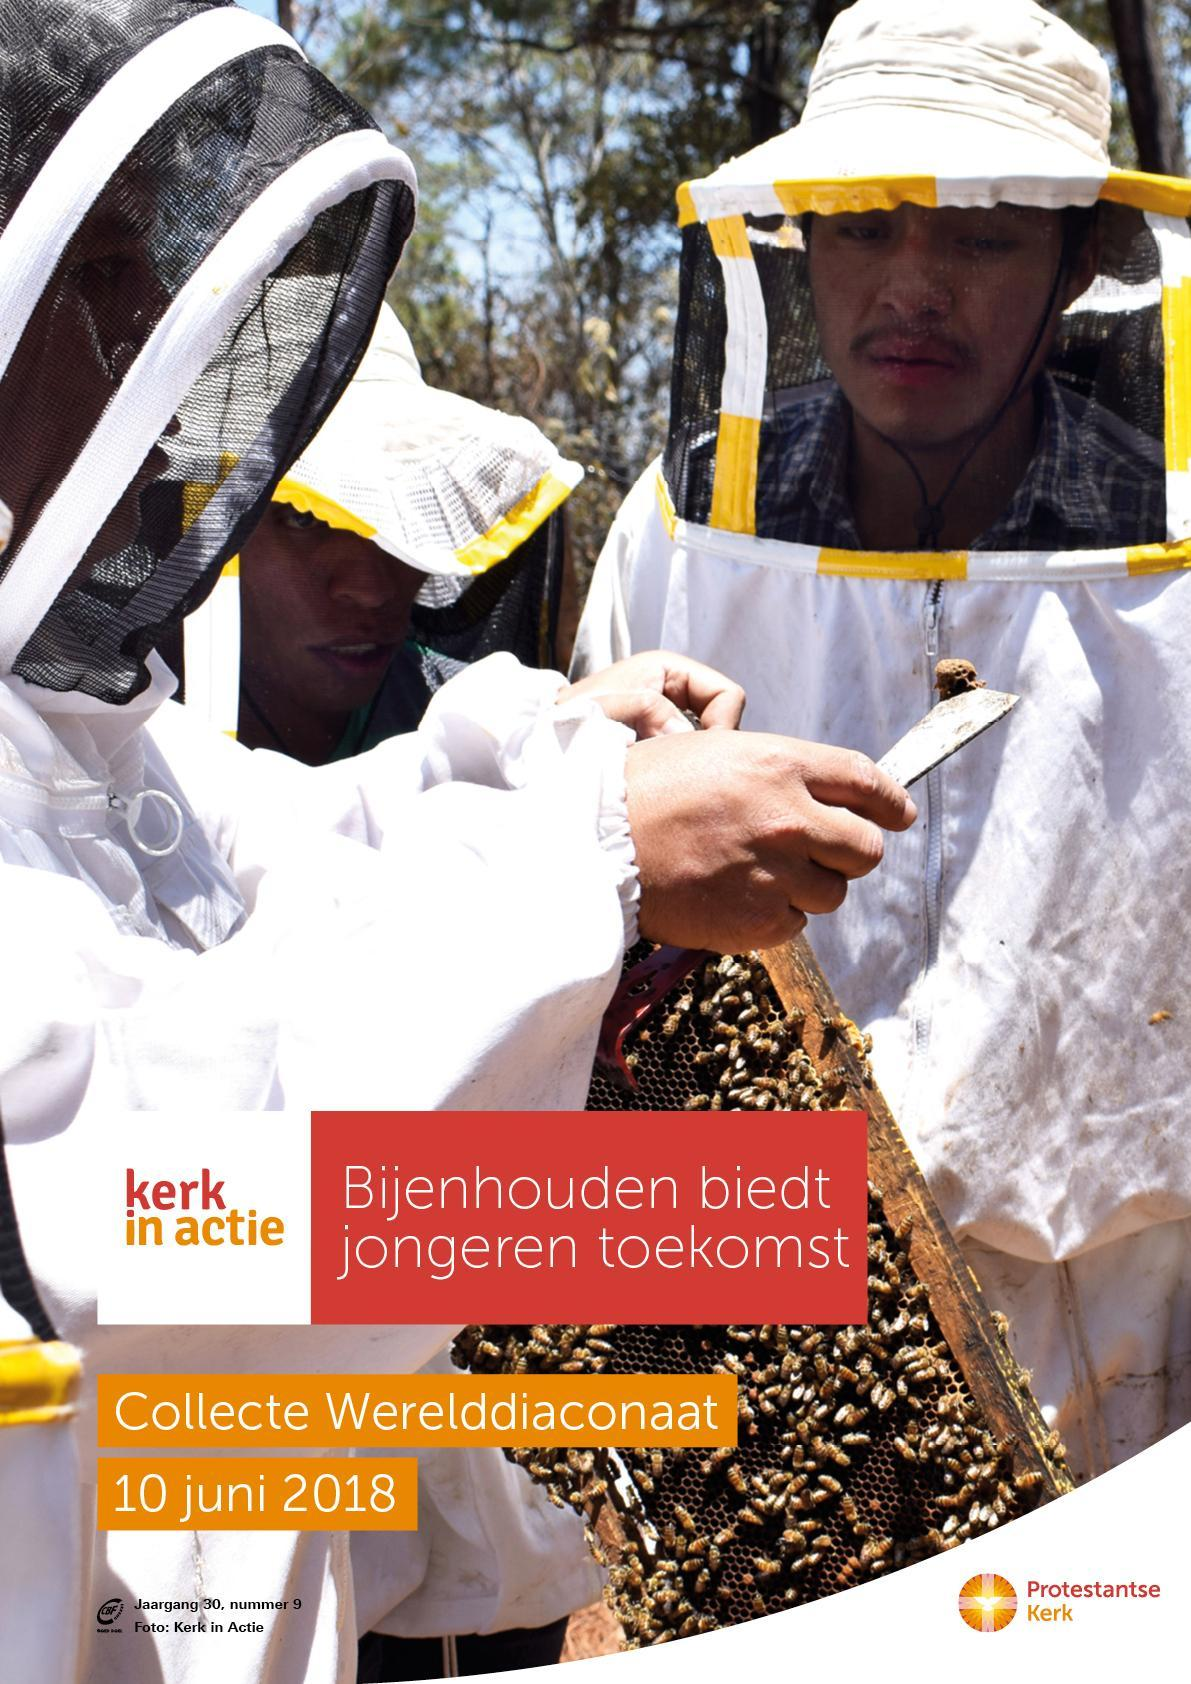 kerk
in actie
Bijenhouden biedt
jongeren toekomst
Collecte Werelddiaconaat
10 juni 2018
CBF
Jaargang 30, nummer 9
Foto: Kerk in Actie
Protestantse
Kerk